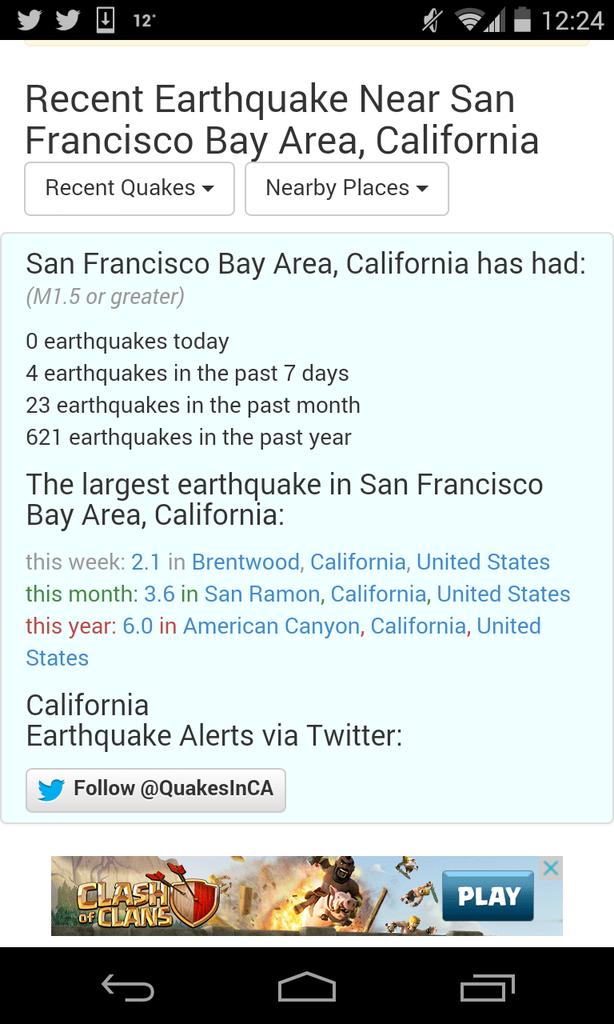 12°
12:24
Recent Earthquake Near San
Francisco Bay Area, California
Recent Quakes
Nearby Places
San Francisco Bay Area, California has had:
(M1.5 or greater)
0 earthquakes today
4 earthquakes in the past 7 days
23 earthquakes in the past month
621 earthquakes in the past year
The largest earthquake in San Francisco
Bay Area, California:
this week: 2.1 in Brentwood, California, United States
this month: 3.6 in San Ramon, California, United States
this year: 6.0 in American Canyon, California, United
States
California
Earthquake Alerts via Twitter:
Follow @QuakesInCA
CLASH
OF CLANS
PLAY